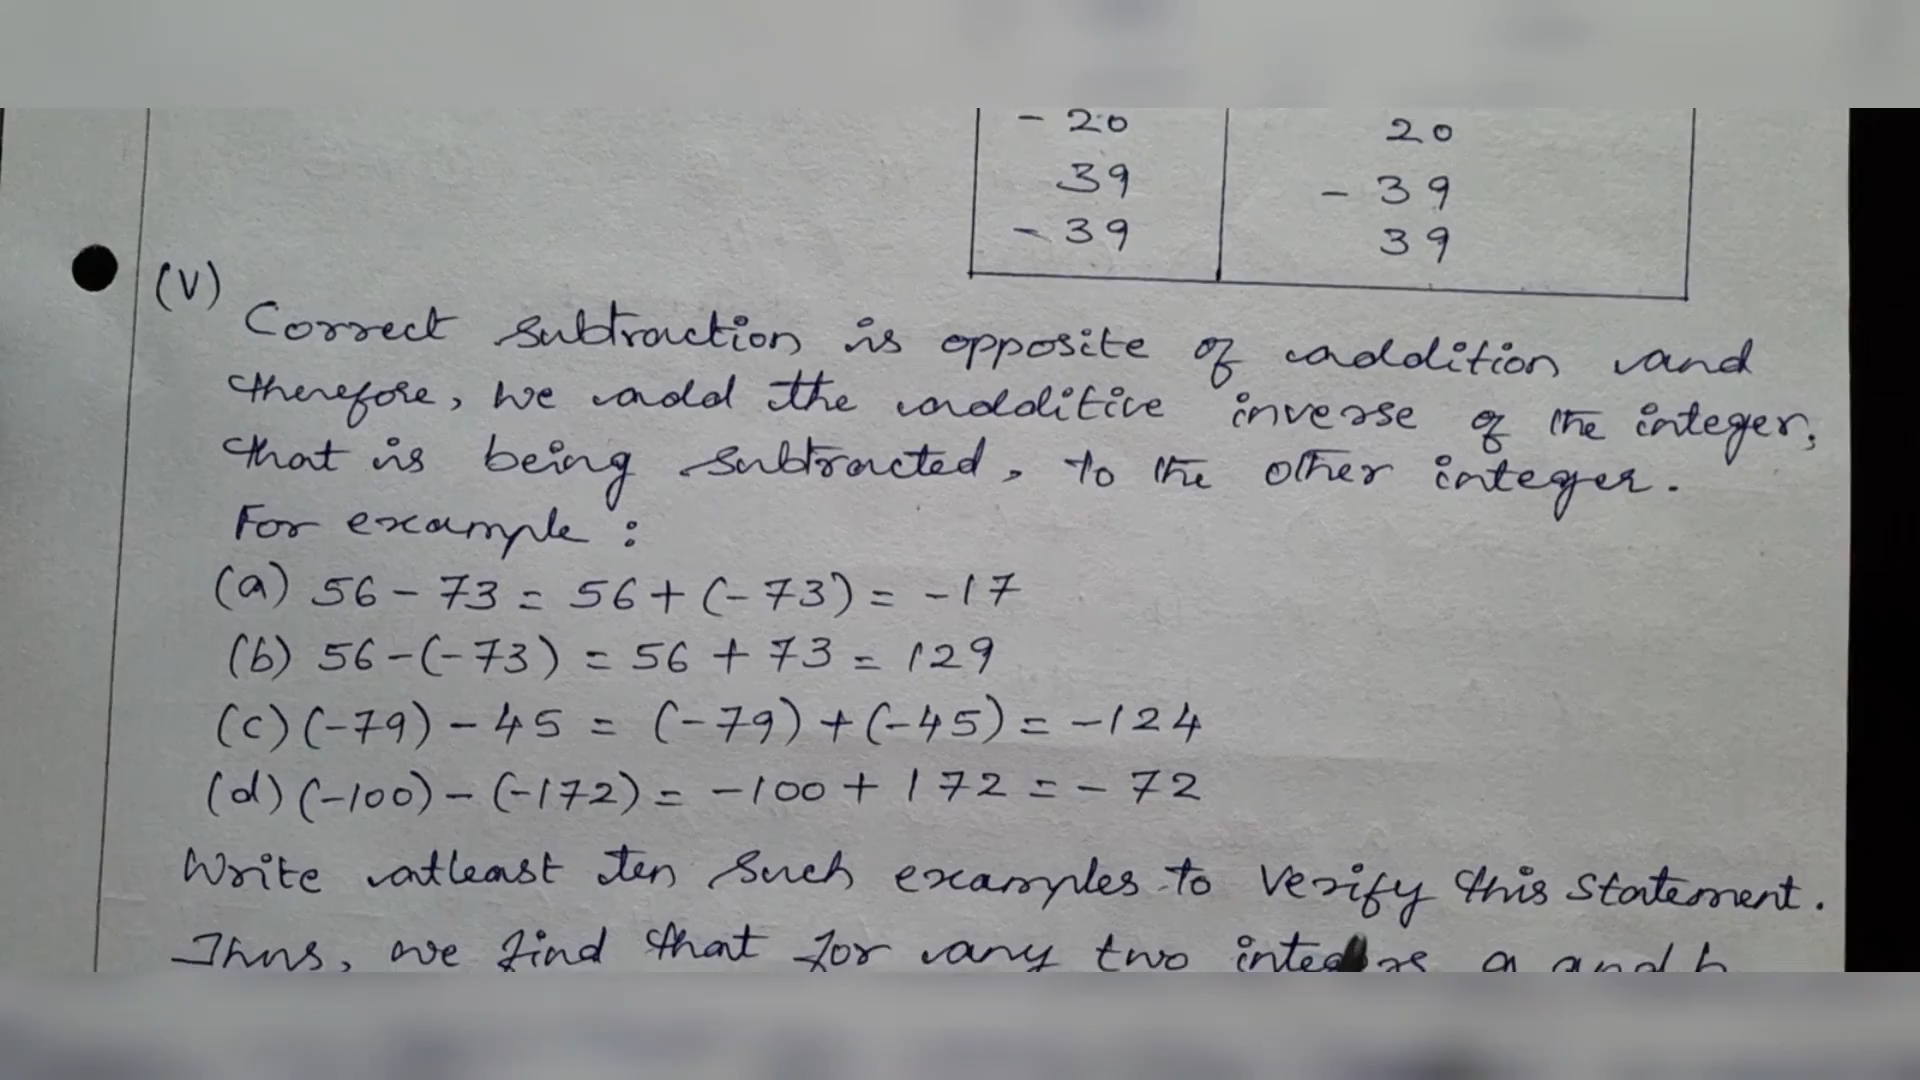 - 20 20
39 - 39
- 39 39
(V)
Correct subtraction is opposite of addition and
therefore, we add the additive inverse of the integer,
that is being subtracted, to the other integer.
For example :
(a) 56 - 73 = 56 + (- 73) = - 17
(b) 56 - (- 73) = 56 + 73 = 129
(c) (-79) - 45 = (-79) + (-45) = -124
(d) (-100) - (-172) = -100 + 172 = - 72
Write atleast ten such examples to verify this statement.
Thus, we find that for any two integers a and b